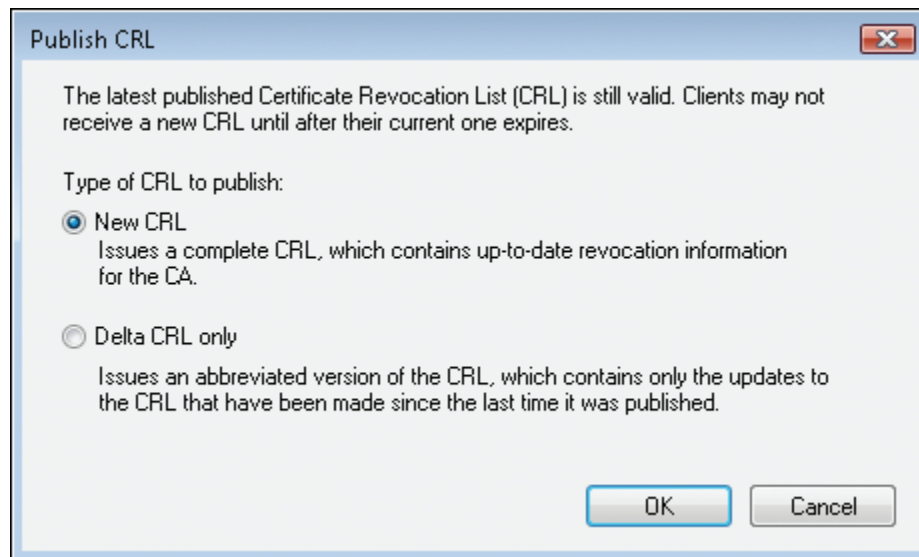 Publish CRL
The latest published Certificate Revocation List (CRL) is still valid. Clients may not
receive a new CRL until after their current one expires.
Type of CRL to publish:
New CRL
Issues a complete CRL, which contains up-to-date revocation information
for the CA.
Delta CRL only
Issues an abbreviated version of the CRL, which contains only the updates to
the CRL that have been made since the last time it was published.
OK
Cancel